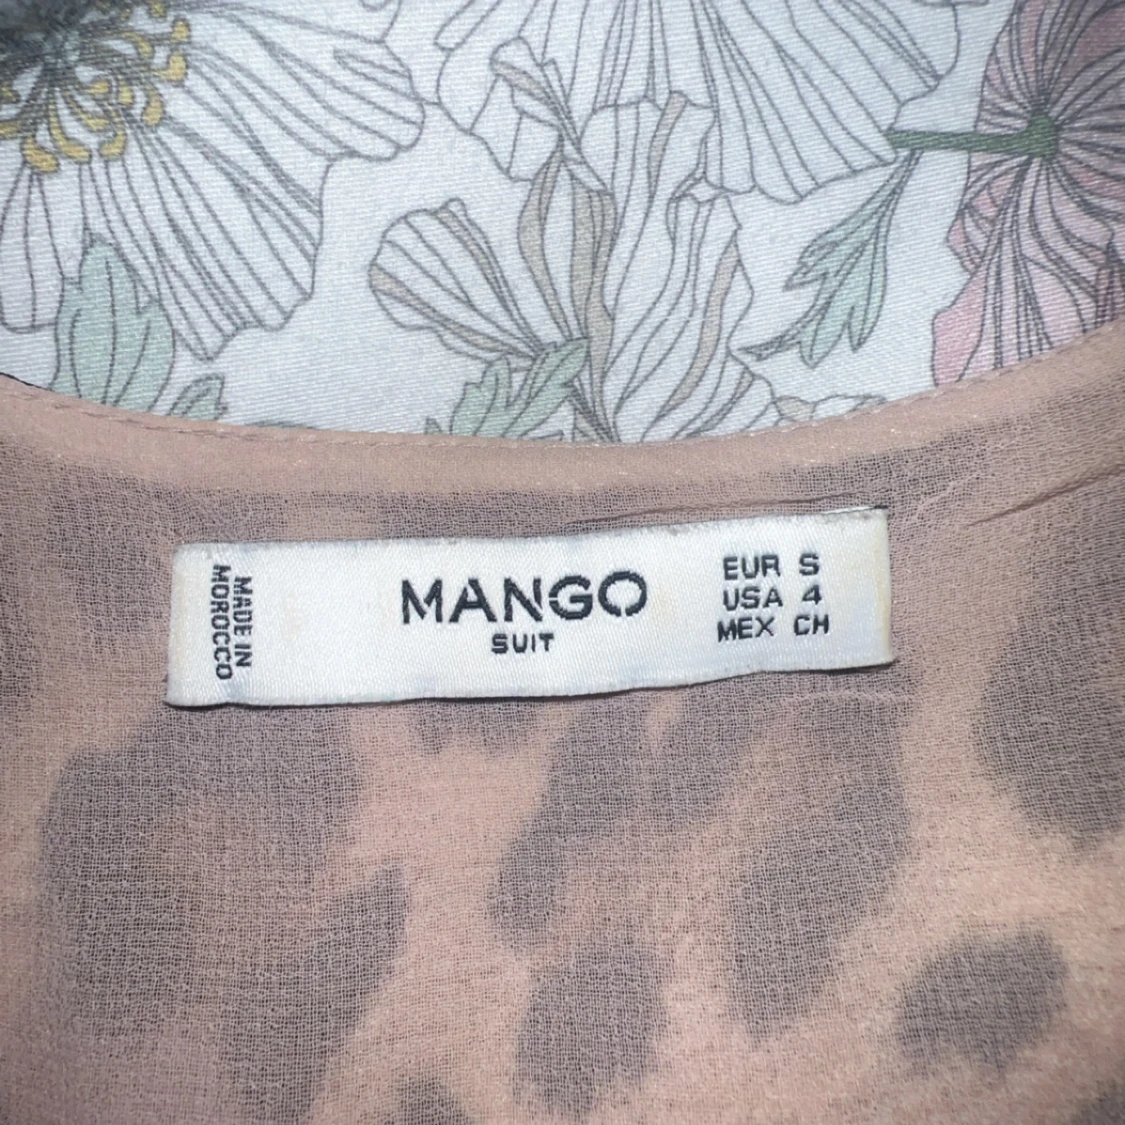 MADE IN
MOROCCO
MANGO
SUIT
EUR S
USA 4
MEX CH